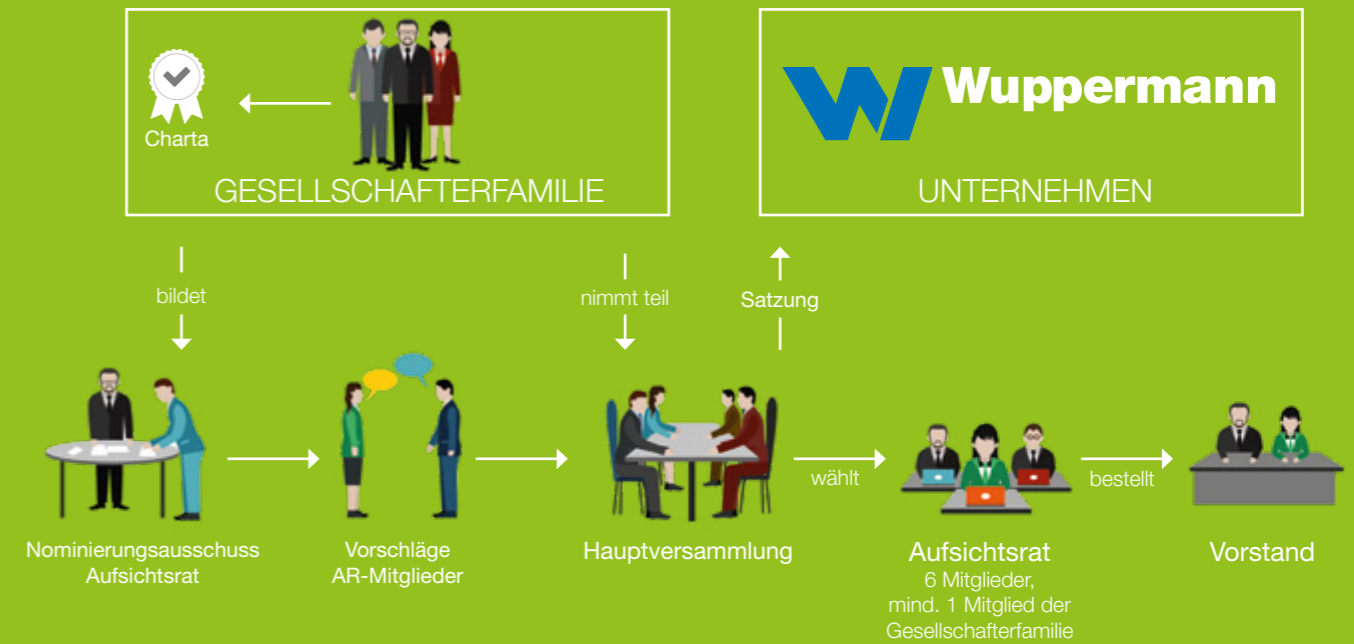 Charta
GESELLSCHAFTERFAMILIE
Wuppermann
UNTERNEHMEN
bildet
nimmt teil
Satzung
wählt
bestellt
Nominierungsausschuss
Aufsichtsrat
Vorschläge
AR-Mitglieder
Hauptversammlung
Aufsichtsrat
6 Mitglieder,
mind. 1 Mitglied der
Gesellschafterfamilie
Vorstand